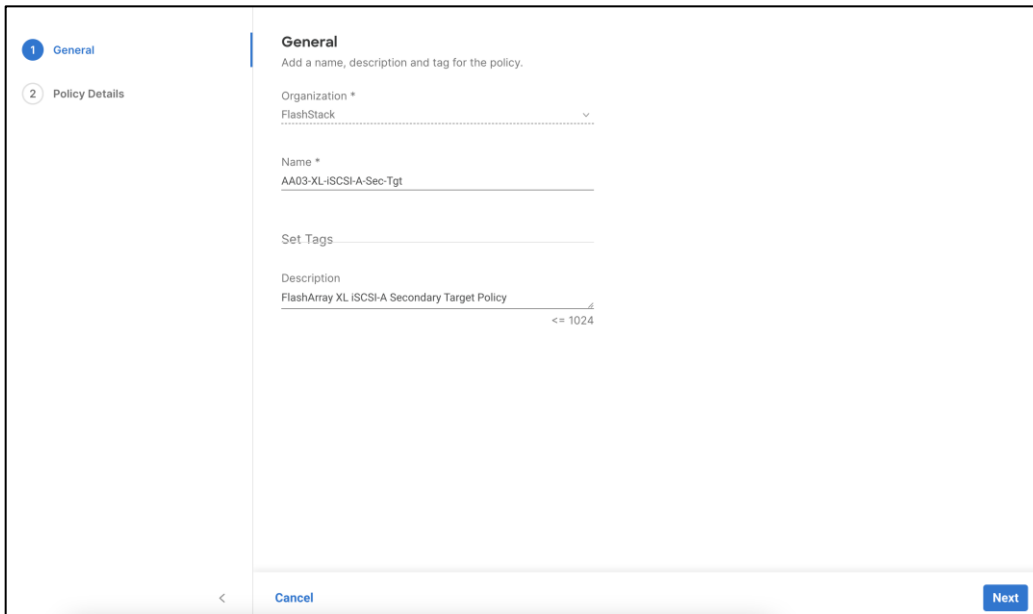 1 General
2 Policy Details
General
Add a name, description and tag for the policy.
Organization *
FlashStack
Name *
AA03-XL-iSCSI-A-Sec-Tgt
Set Tags
Description
FlashArray XL iSCSI-A Secondary Target Policy
<= 1024
< Cancel Next